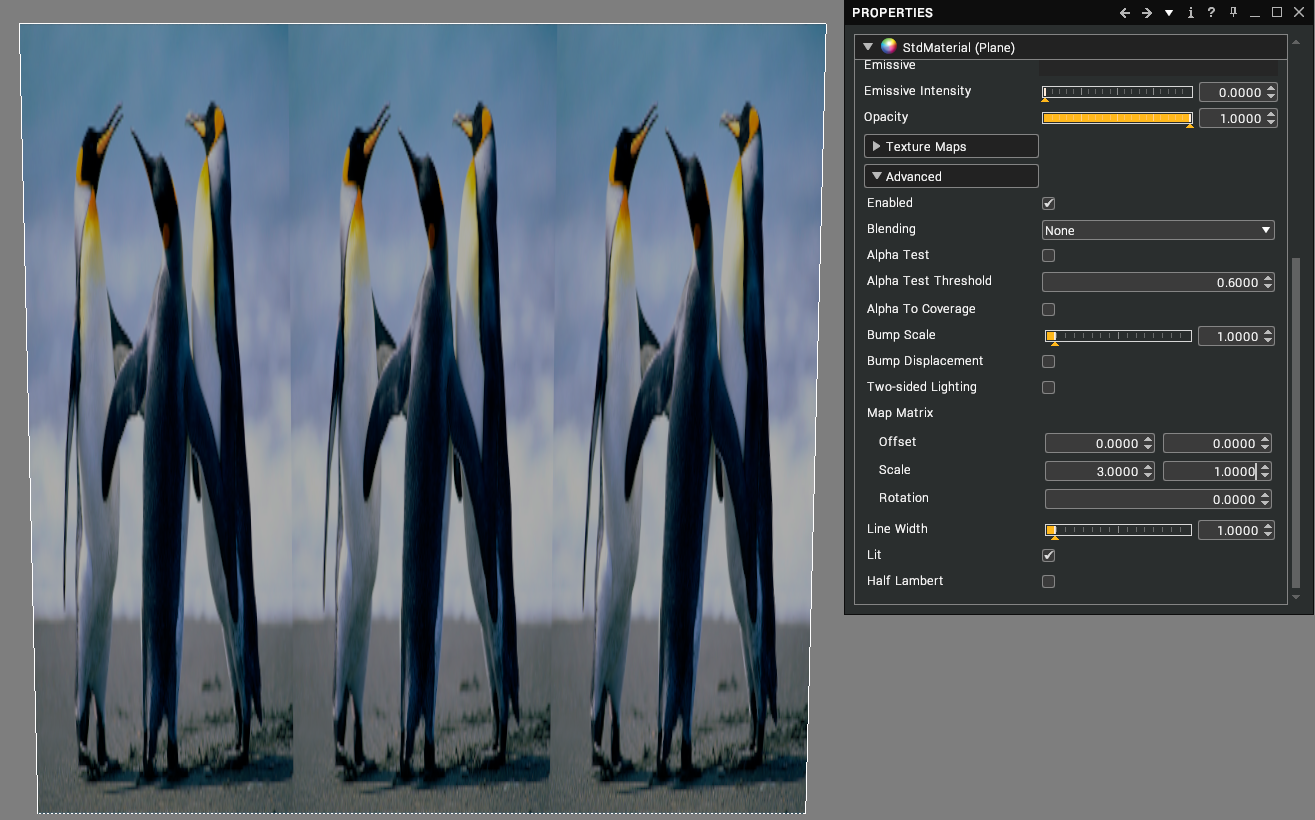 PROPERTIES
StdMaterial (Plane)
Emissive
Emissive Intensity 0.0000
Opacity 1.0000
Texture Maps
Advanced
Enabled
Blending None
Alpha Test
Alpha Test Threshold 0.6000
Alpha To Coverage
Bump Scale 1.0000
Bump Displacement
Two-sided Lighting
Map Matrix
Offset 0.0000 0.0000
Scale 3.0000 1.0000
Rotation 0.0000
Line Width 1.0000
Lit
Half Lambert